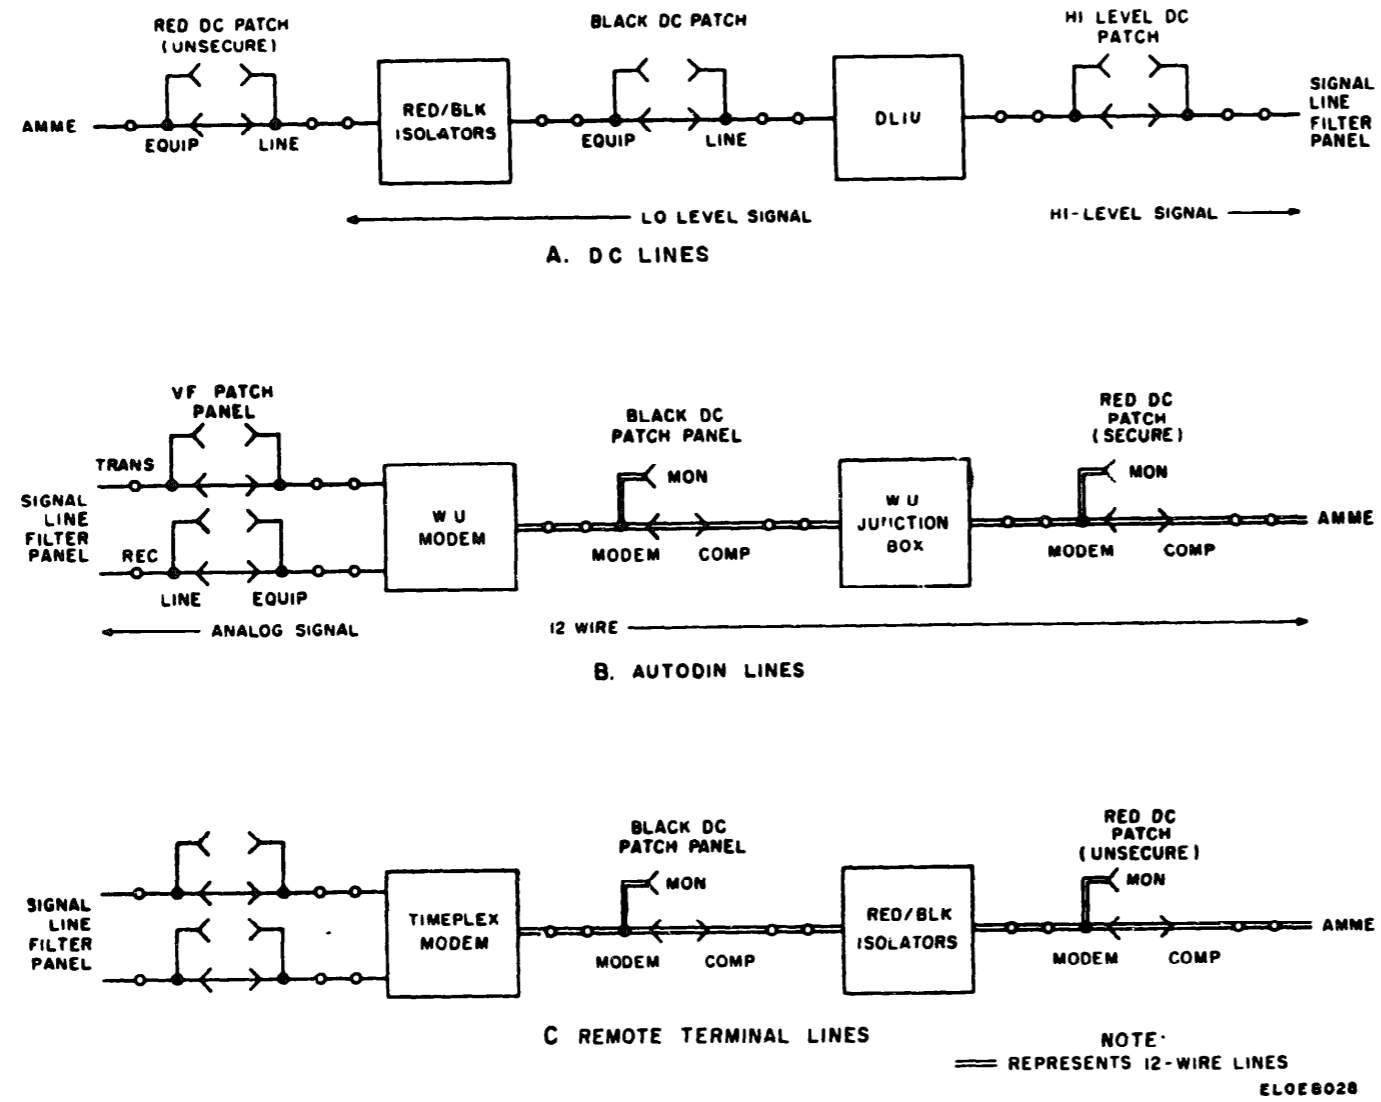 RED DC PATCH
(UNSECURE)
BLACK DC PATCH
HI LEVEL DC
PATCH
AMME
EQUIP
LINE
RED/BLK
ISOLATORS
EQUIP
LINE
DLIU
SIGNAL
LINE
FILTER
PANEL
LO LEVEL SIGNAL
HI-LEVEL SIGNAL
A. DC LINES
VF PATCH
PANEL
BLACK DC
PATCH PANEL
RED DC
PATCH
(SECURE)
TRANS
MON
MON
SIGNAL
LINE
FILTER
PANEL
REC
LINE
EQUIP
WU
MODEM
MODEM
COMP
WU
JUNCTION
BOX
MODEM
COMP
AMME
ANALOG SIGNAL
12 WIRE
B. AUTODIN LINES
BLACK DC
PATCH PANEL
RED DC
PATCH
(UNSECURE)
MON
MON
SIGNAL
LINE
FILTER
PANEL
TIMEPLEX
MODEM
MODEM
COMP
RED/BLK
ISOLATORS
MODEM
COMP
AMME
C REMOTE TERMINAL LINES
NOTE·
REPRESENTS 12-WIRE LINES
ELOE8028